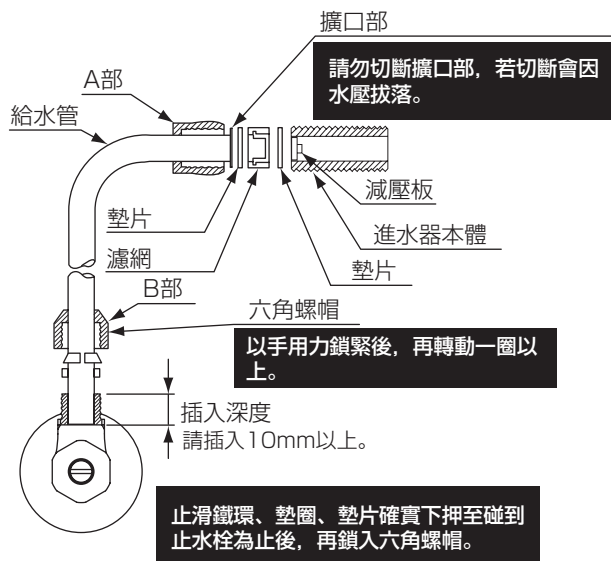 擴口部
請勿切斷擴口部，若切斷會因
水壓拔落。
A部
給水管
減壓板
墊片
進水器本體
濾網
墊片
B部
六角螺帽
以手用力鎖緊後，再轉動一圈以
上。
插入深度
請插入10mm以上。
止滑鐵環、墊圈、墊片確實下押至碰到
止水栓為止後，再鎖入六角螺帽。